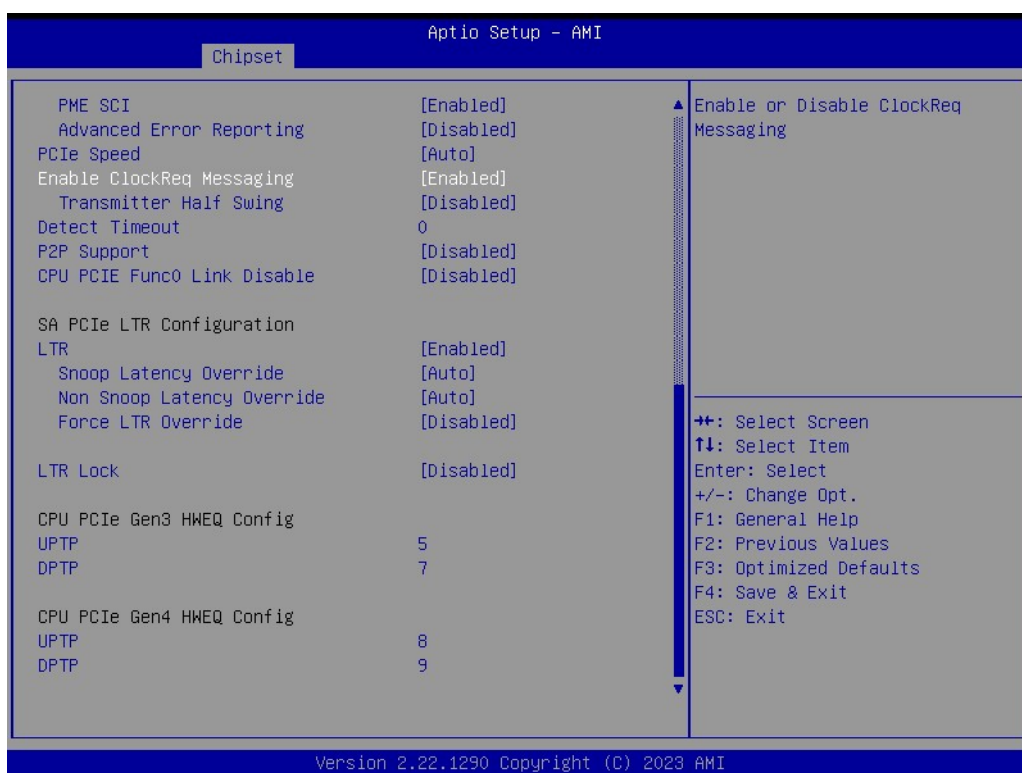 Aptio Setup – AMI
Chipset
PME SCI [Enabled]
Advanced Error Reporting [Disabled]
PCIe Speed [Auto]
Enable ClockReq Messaging [Enabled]
Transmitter Half Swing [Disabled]
Detect Timeout 0
P2P Support [Disabled]
CPU PCIE Func0 Link Disable [Disabled]
SA PCIe LTR Configuration
LTR [Enabled]
Snoop Latency Override [Auto]
Non Snoop Latency Override [Auto]
Force LTR Override [Disabled]
LTR Lock [Disabled]
CPU PCIe Gen3 HWEQ Config
UPTP 5
DPTP 7
CPU PCIe Gen4 HWEQ Config
UPTP 8
DPTP 9
Enable or Disable ClockReq
Messaging
→←: Select Screen
↑↓: Select Item
Enter: Select
+/-: Change Opt.
F1: General Help
F2: Previous Values
F3: Optimized Defaults
F4: Save & Exit
ESC: Exit
Version 2.22.1290 Copyright (C) 2023 AMI